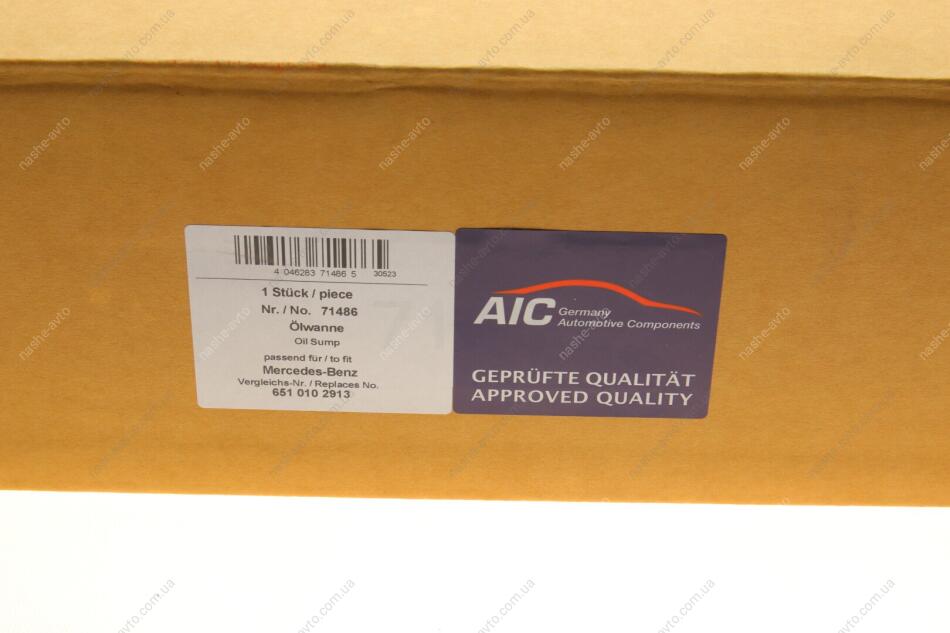 4 046283 71486 5
30523
1 Stück / piece
Nr. / No. 71486
Ölwanne
Oil Sump
passend für / to fit
Mercedes-Benz
Vergleichs-Nr. / Replaces No.
651 010 2913
AIC Germany
Automotive Components
GEPRÜFTE QUALITÄT
APPROVED QUALITY
nashe-avto
nashe-avto.com.ua